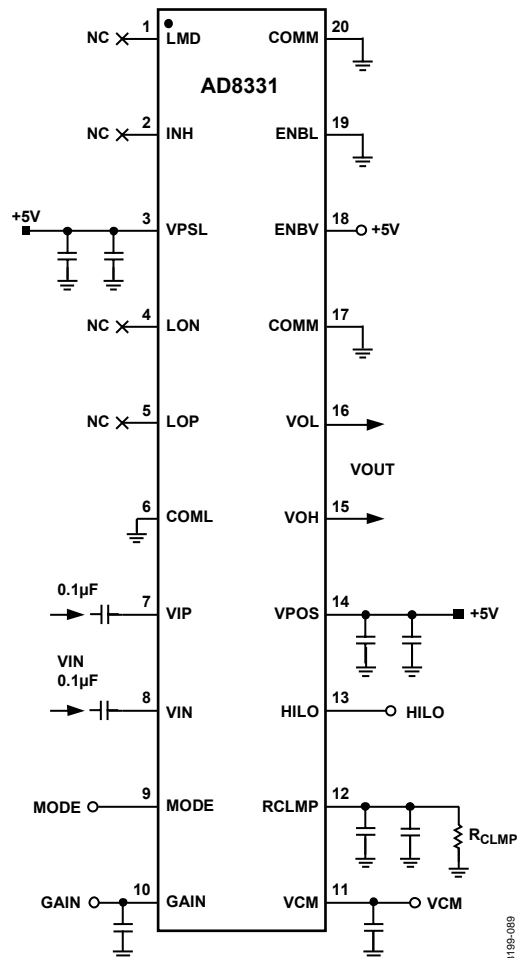 1 20
NC LMD COMM
AD8331
2 19
NC INH ENBL
+5V 3 18
VPSL ENBV +5V
4 17
NC LON COMM
5 16
NC LOP VOL
VOUT
6 15
COML VOH
0.1µF 7 14
VIP VPOS +5V
VIN
0.1µF 8 13
VIN HILO HILO
9 12
MODE MODE RCLMP
RCLMP
10 11
GAIN GAIN VCM VCM
3199-089